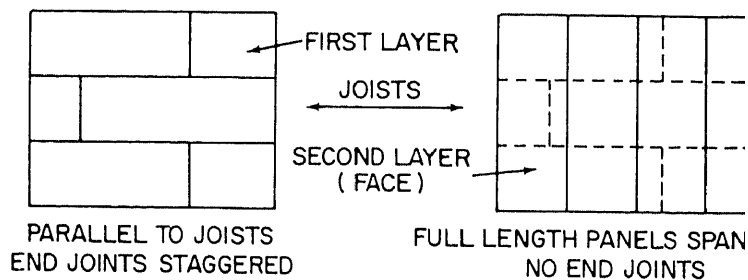 FIRST LAYER
JOISTS
SECOND LAYER
(FACE)
PARALLEL TO JOISTS
END JOINTS STAGGERED
FULL LENGTH PANELS SPAN
NO END JOINTS